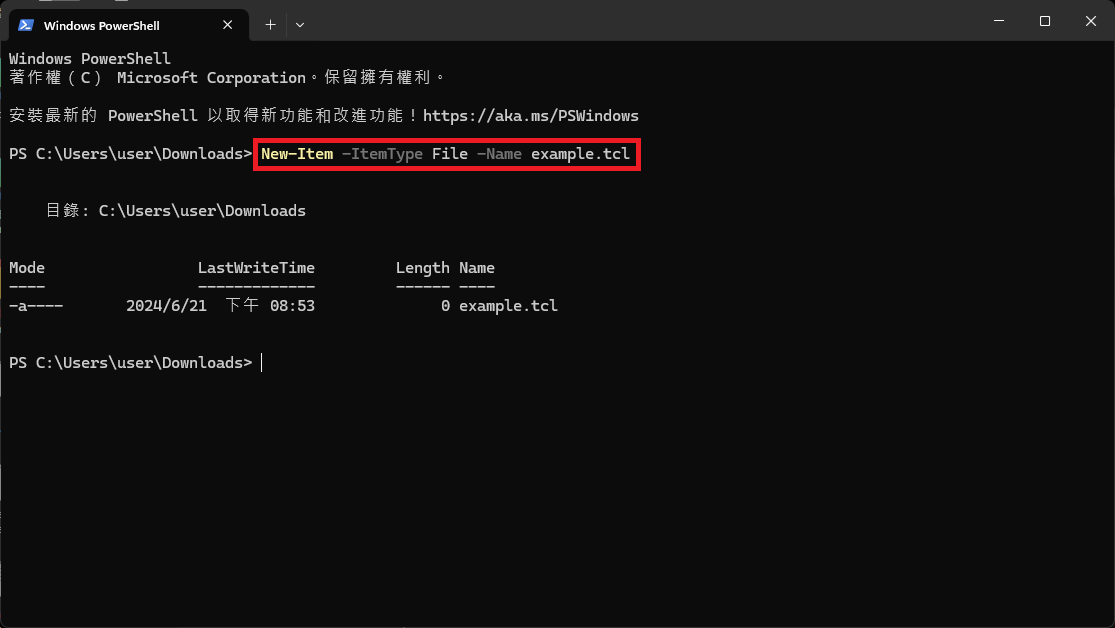 Windows PowerShell
Windows PowerShell
著作權（C） Microsoft Corporation。保留擁有權利。
安裝最新的 PowerShell 以取得新功能和改進功能！https://aka.ms/PSWindows
PS C:\Users\user\Downloads> New-Item -ItemType File -Name example.tcl
目錄: C:\Users\user\Downloads
Mode                 LastWriteTime         Length Name
----                 -------------         ------ ----
-a----       2024/6/21  下午 08:53              0 example.tcl
PS C:\Users\user\Downloads>